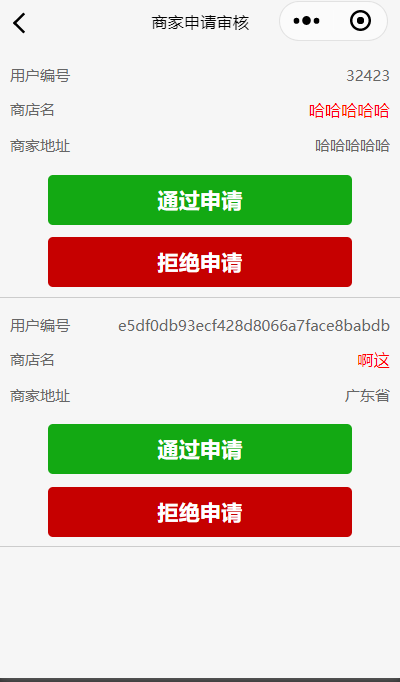 商家申请审核
用户编号 32423
商店名 哈哈哈哈哈
商家地址 哈哈哈哈哈
通过申请
拒绝申请
用户编号 e5df0db93ecf428d8066a7face8babdb
商店名 啊这
商家地址 广东省
通过申请
拒绝申请